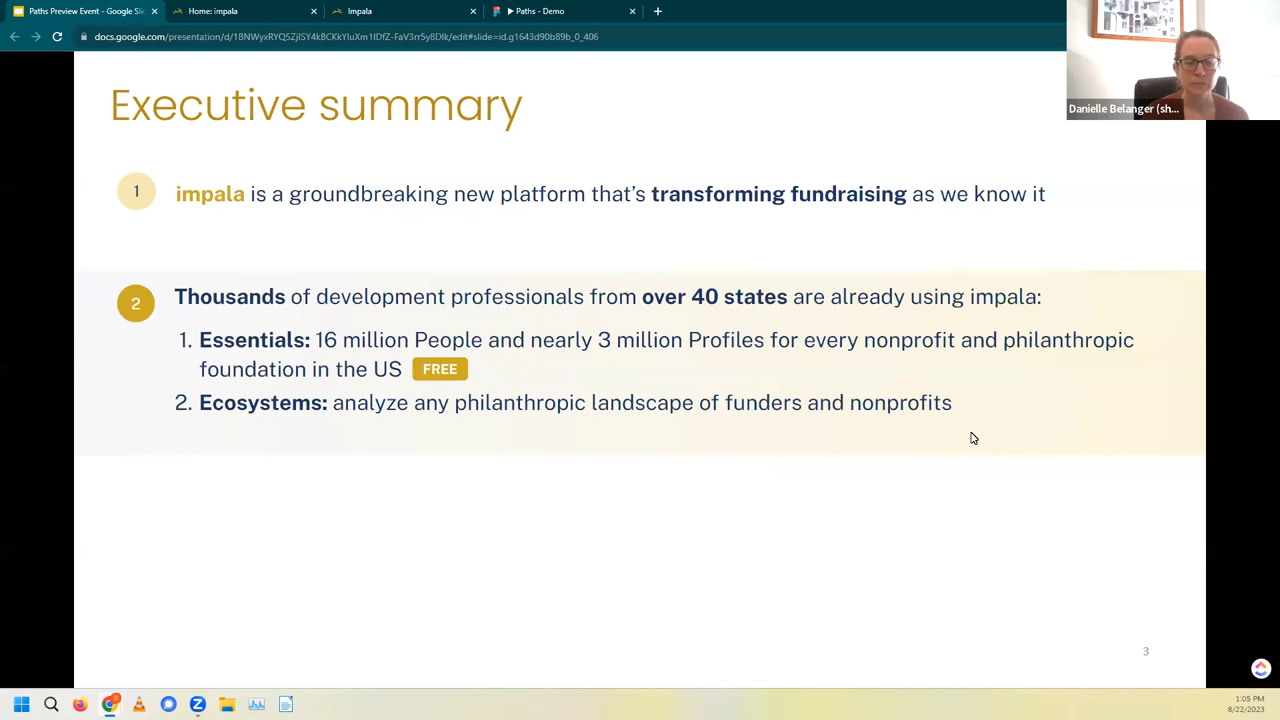 Paths Preview Event - Google Slid
Home: impala
Impala
Paths - Demo
docs.google.com/presentation/d/18NWyxRYQ5ZjlSY4kBCKkYluXm1lDfZ-FaV3rr5y8Dlk/edit#slide=id.g1643d90b89b_0_406
Danielle Belanger (sh...
Executive summary
1
impala is a groundbreaking new platform that's transforming fundraising as we know it
2
Thousands of development professionals from over 40 states are already using impala:
1. Essentials: 16 million People and nearly 3 million Profiles for every nonprofit and philanthropic
foundation in the US FREE
2. Ecosystems: analyze any philanthropic landscape of funders and nonprofits
3
1:05 PM
8/22/2023